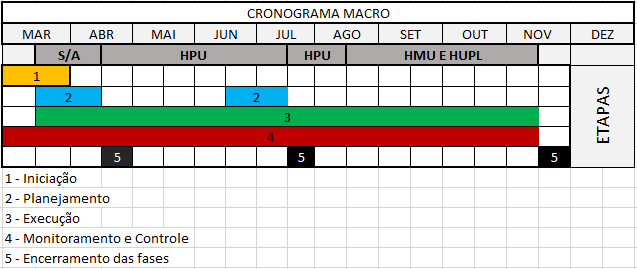 CRONOGRAMA MACRO
MAR ABR MAI JUN JUL AGO SET OUT NOV DEZ
S/A HPU HPU HMU E HUPL
1
2 2
3
4
5 5 5
ETAPAS
1 - Iniciação
2 - Planejamento
3 - Execução
4 - Monitoramento e Controle
5 - Encerramento das fases